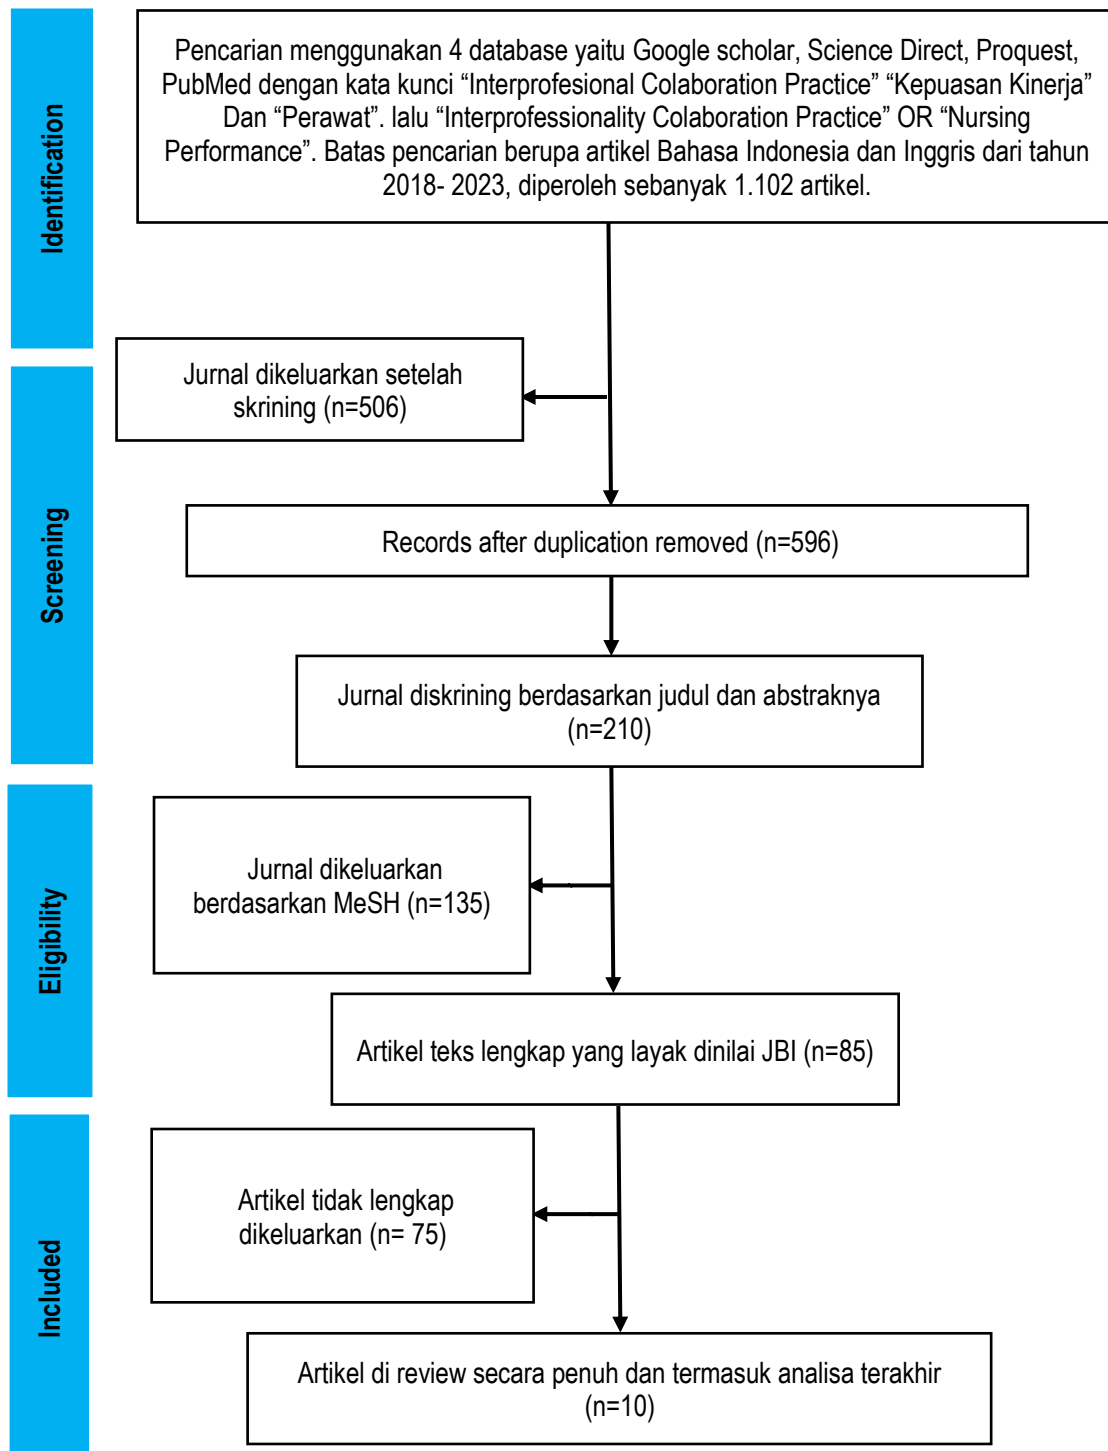 Identification
Pencarian menggunakan 4 database yaitu Google scholar, Science Direct, Proquest,
PubMed dengan kata kunci “Interprofesional Colaboration Practice” “Kepuasan Kinerja”
Dan “Perawat”. lalu “Interprofessionality Colaboration Practice” OR “Nursing
Performance”. Batas pencarian berupa artikel Bahasa Indonesia dan Inggris dari tahun
2018- 2023, diperoleh sebanyak 1.102 artikel.
Jurnal dikeluarkan setelah
skrining (n=506)
Screening
Records after duplication removed (n=596)
Jurnal diskrining berdasarkan judul dan abstraknya
(n=210)
Eligibility
Jurnal dikeluarkan
berdasarkan MeSH (n=135)
Artikel teks lengkap yang layak dinilai JBI (n=85)
Included
Artikel tidak lengkap
dikeluarkan (n= 75)
Artikel di review secara penuh dan termasuk analisa terakhir
(n=10)